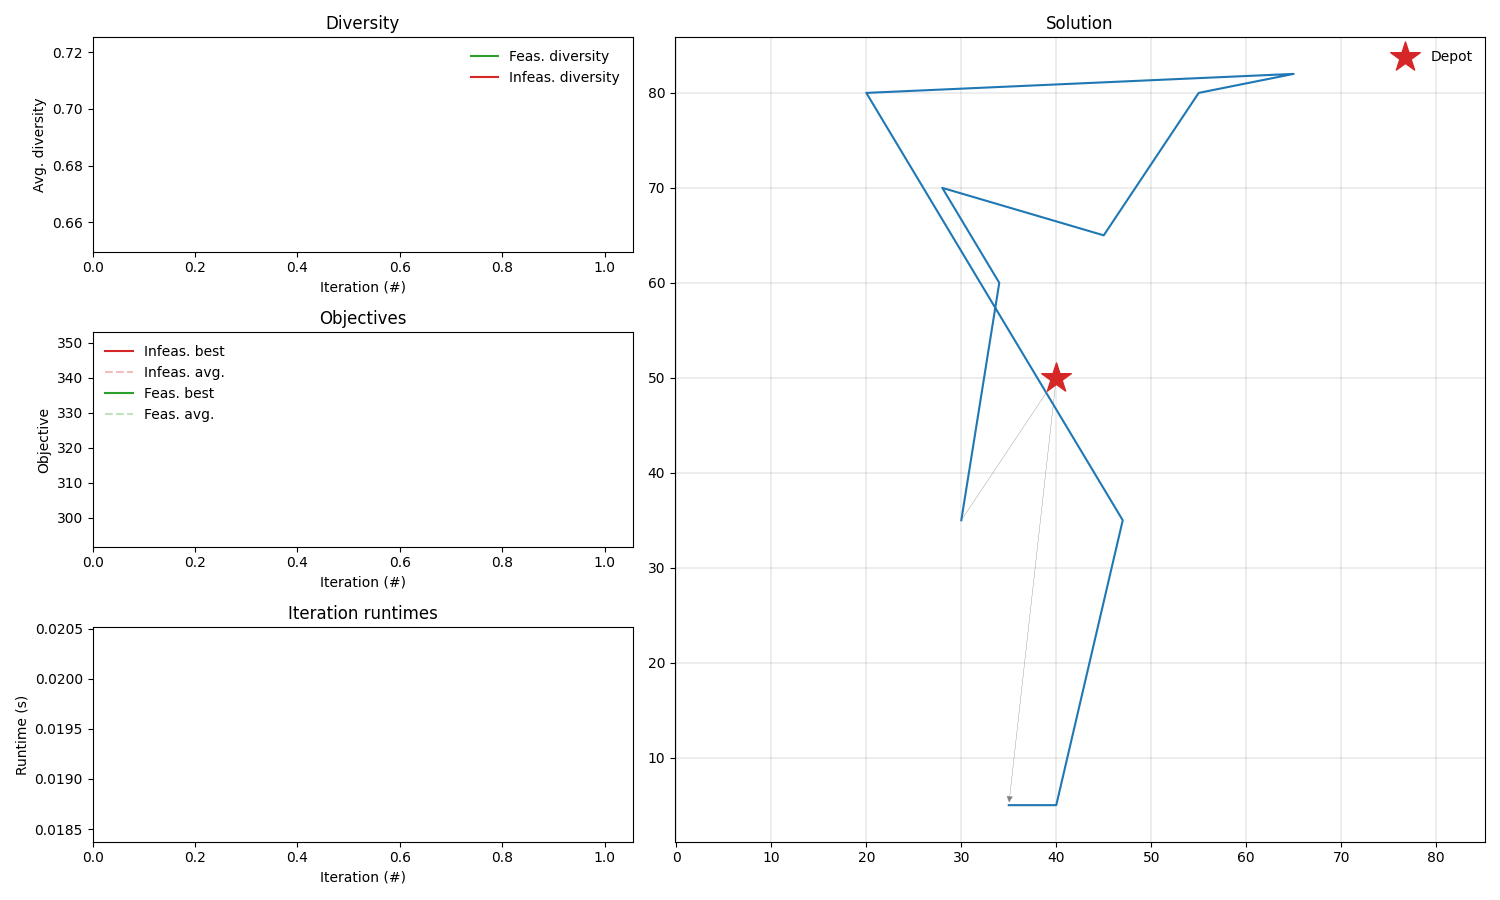 Diversity
Avg. diversity
0.72
0.70
0.68
0.66
Feas. diversity
Infeas. diversity
0.0 0.2 0.4 0.6 0.8 1.0
Iteration (#)
Objectives
Objective
350
340
330
320
310
300
Infeas. best
Infeas. avg.
Feas. best
Feas. avg.
0.0 0.2 0.4 0.6 0.8 1.0
Iteration (#)
Iteration runtimes
Runtime (s)
0.0205
0.0200
0.0195
0.0190
0.0185
0.0 0.2 0.4 0.6 0.8 1.0
Iteration (#)
Solution
Depot
80
70
60
50
40
30
20
10
0 10 20 30 40 50 60 70 80